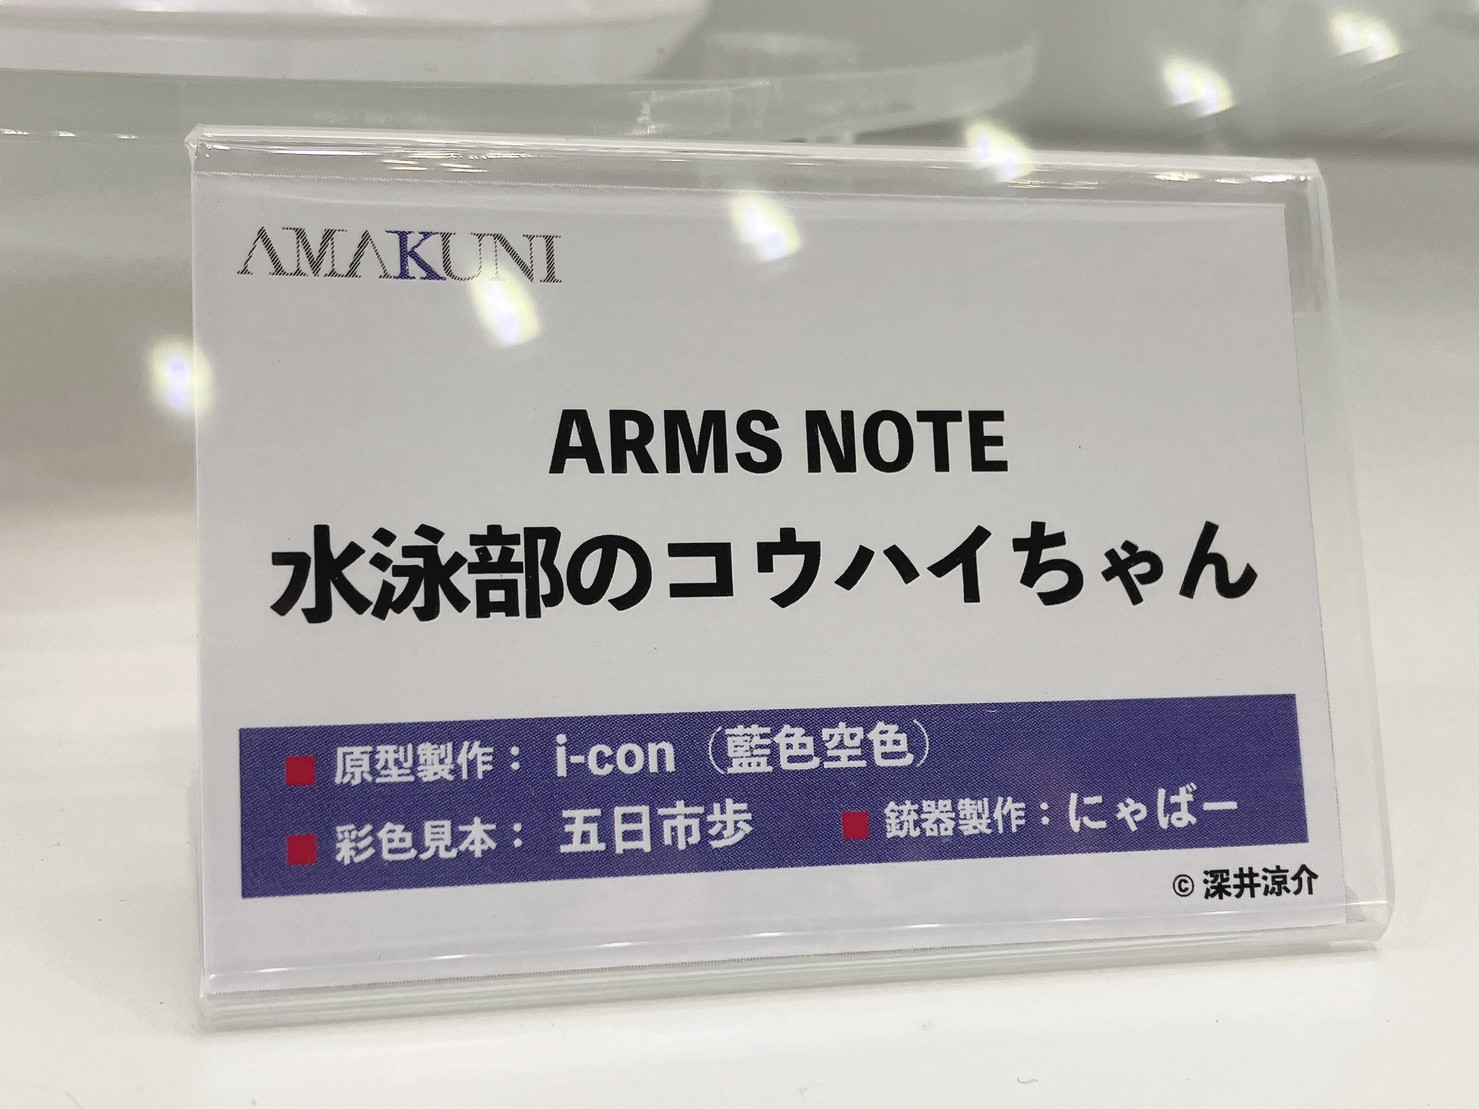 AMAKUNI
ARMS NOTE
水泳部のコウハイちゃん
■ 原型製作： i-con（藍色空色）
■ 彩色見本： 五日市歩 ■ 銃器製作：にゃばー
© 深井涼介